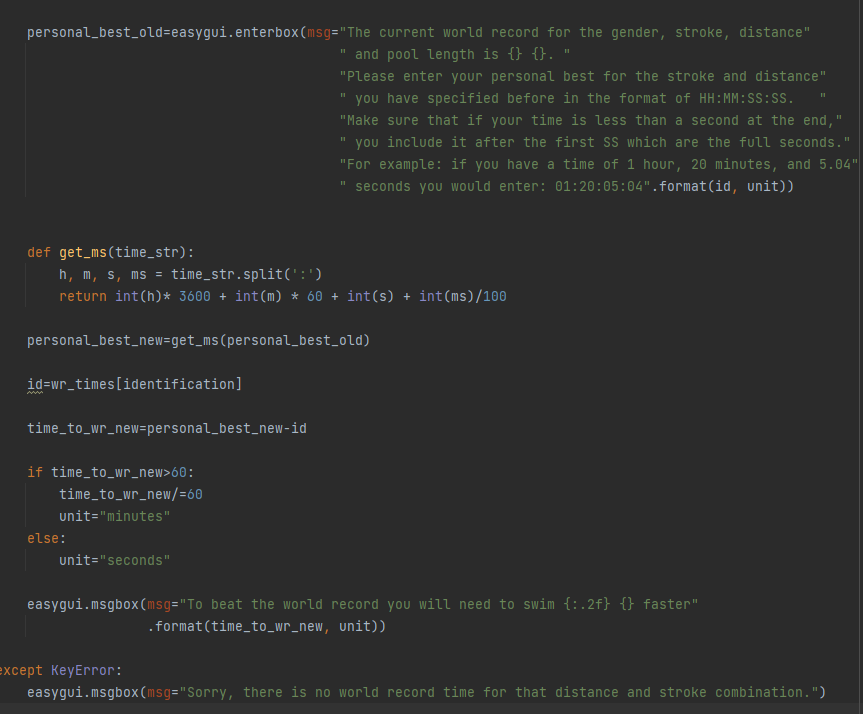 personal_best_old=easygui.enterbox(msg="The current world record for the gender, stroke, distance"
" and pool length is {} {}. "
"Please enter your personal best for the stroke and distance"
" you have specified before in the format of HH:MM:SS:SS.   "
"Make sure that if your time is less than a second at the end,"
" you include it after the first SS which are the full seconds."
"For example: if you have a time of 1 hour, 20 minutes, and 5.04"
" seconds you would enter: 01:20:05:04".format(id, unit))
def get_ms(time_str):
h, m, s, ms = time_str.split(':')
return int(h)* 3600 + int(m) * 60 + int(s) + int(ms)/100
personal_best_new=get_ms(personal_best_old)
id=wr_times[identification]
time_to_wr_new=personal_best_new-id
if time_to_wr_new>60:
time_to_wr_new/=60
unit="minutes"
else:
unit="seconds"
easygui.msgbox(msg="To beat the world record you will need to swim {:.2f} {} faster"
.format(time_to_wr_new, unit))
except KeyError:
easygui.msgbox(msg="Sorry, there is no world record time for that distance and stroke combination.")